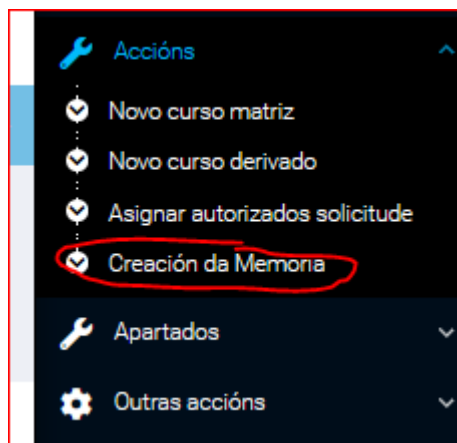 Accións
Novo curso matriz
Novo curso derivado
Asignar autorizados solicitude
Creación da Memoria
Apartados
Outras accións